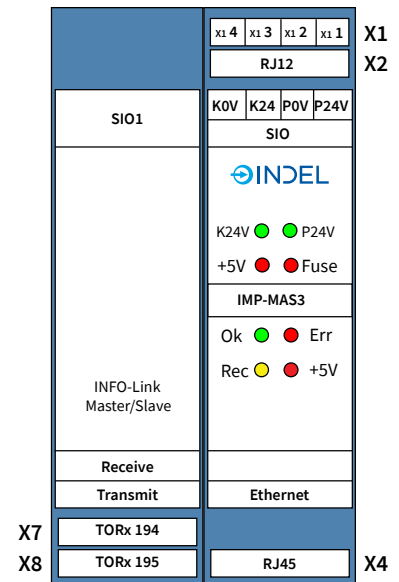 x1 4 x1 3 x1 2 x1 1 X1
RJ12 X2
K0V K24 P0V P24V
SIO1
SIO
INDEL
K24V P24V
+5V Fuse
IMP-MAS3
Ok Err
Rec +5V
INFO-Link
Master/Slave
Receive
Transmit Ethernet
X7 TORx 194
X8 TORx 195 RJ45 X4